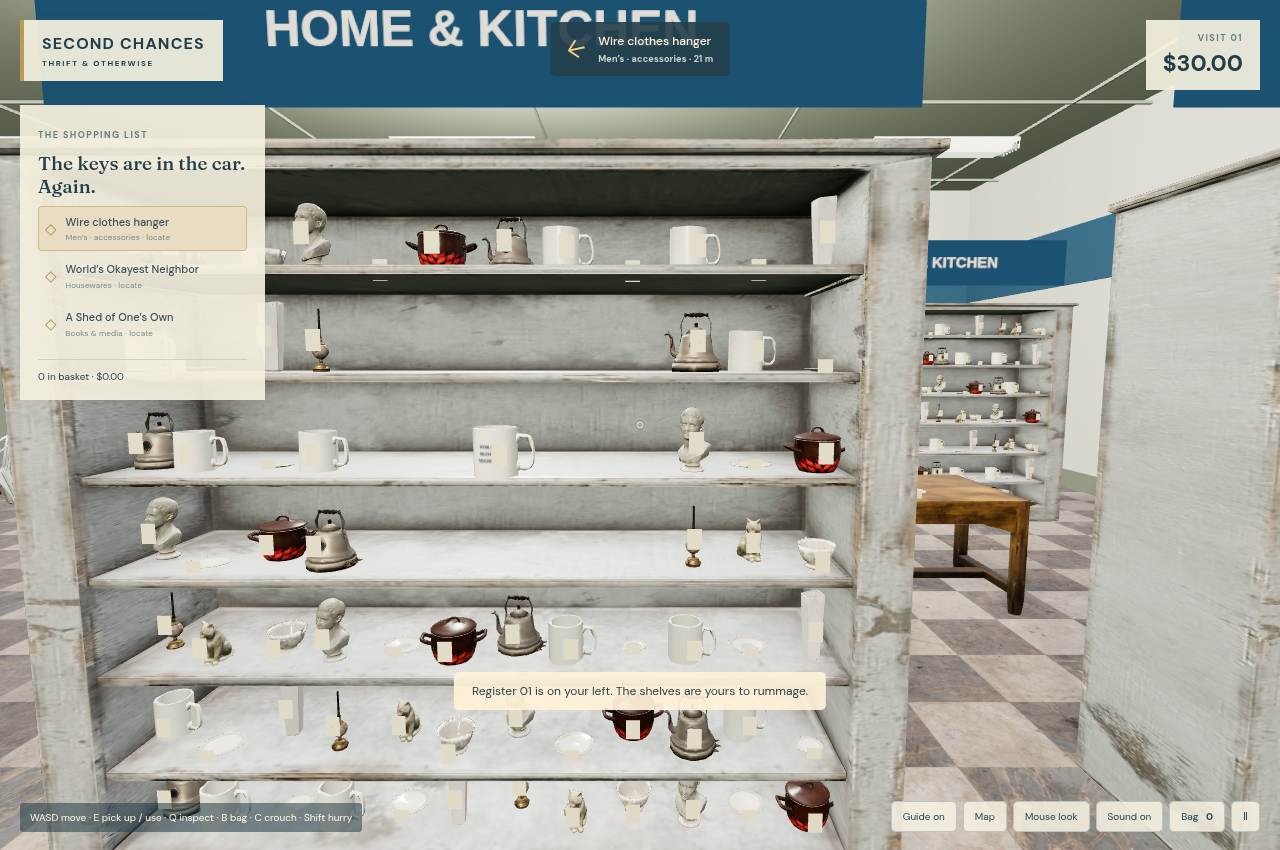 HOME & KITCHEN
SECOND CHANCES
THRIFT & OTHERWISE
Wire clothes hanger
Men's · accessories · 21 m
VISIT 01
$30.00
THE SHOPPING LIST
The keys are in the car.
Again.
Wire clothes hanger
Men's · accessories · locate
World's Okayest Neighbor
Housewares · locate
A Shed of One's Own
Books & media · locate
0 in basket · $0.00
KITCHEN
Register 01 is on your left. The shelves are yours to rummage.
WASD move · E pick up / use · Q inspect · B bag · C crouch · Shift hurry
Guide on
Map
Mouse look
Sound on
Bag 0
II